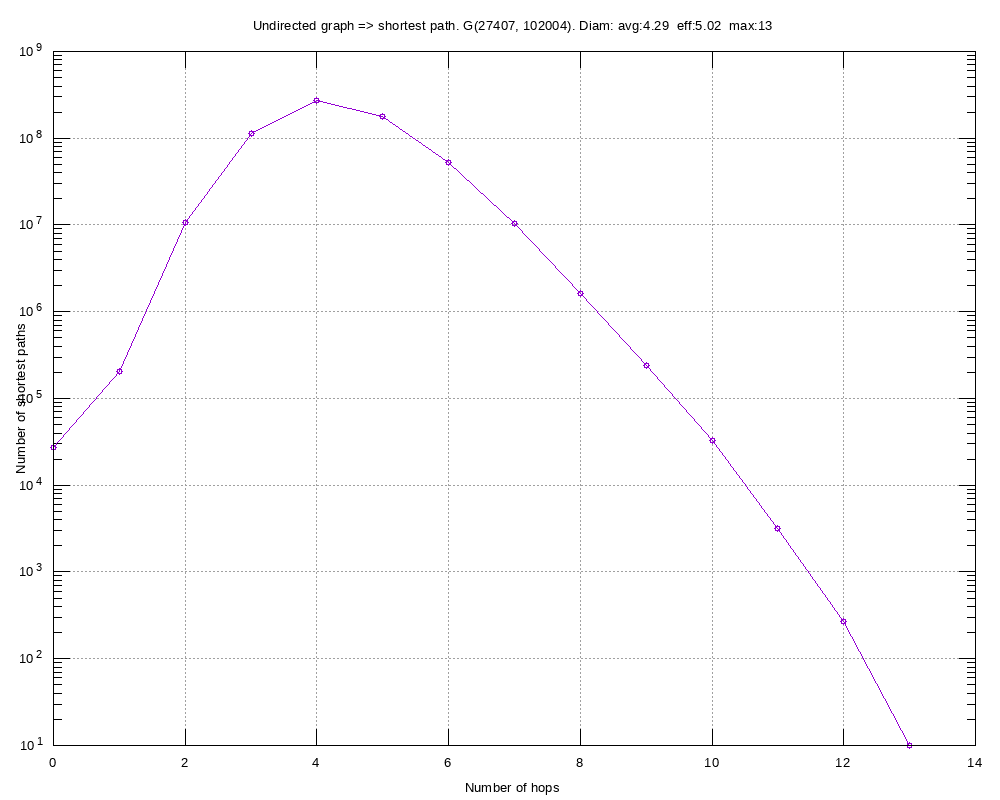 Undirected graph => shortest path. G(27407, 102004). Diam: avg:4.29  eff:5.02  max:13
10^9
10^8
10^7
10^6
10^5
10^4
10^3
10^2
10^1
Number of shortest paths
0 2 4 6 8 10 12 14
Number of hops